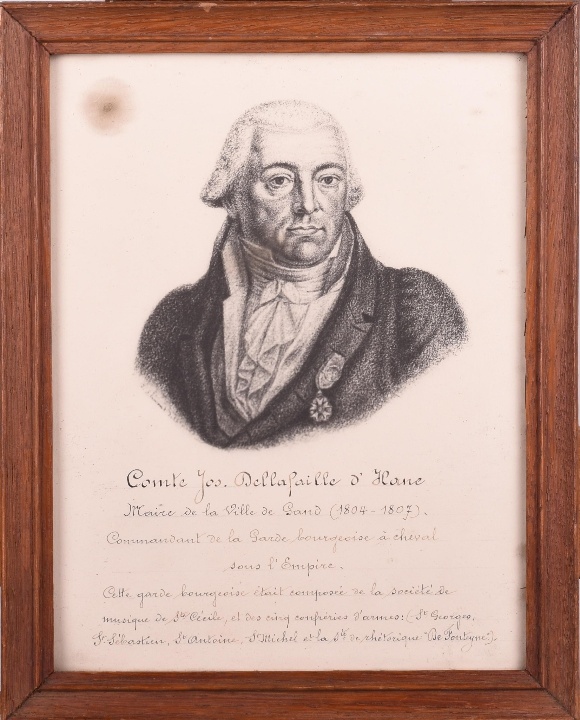 Comte Jos. Dellafaille d'Hane
Maire de la Ville de Gand (1804-1807).
Commandant de la Garde bourgeoise à cheval
sous l'Empire.
Cette garde bourgeoise était composée de la société de
musique de Ste Cécile, et des cinq confréries d'armes: (St Georges,
St Sébastien, St Antoine, St Michel et la Sté de rhétorique "De Fontyne").